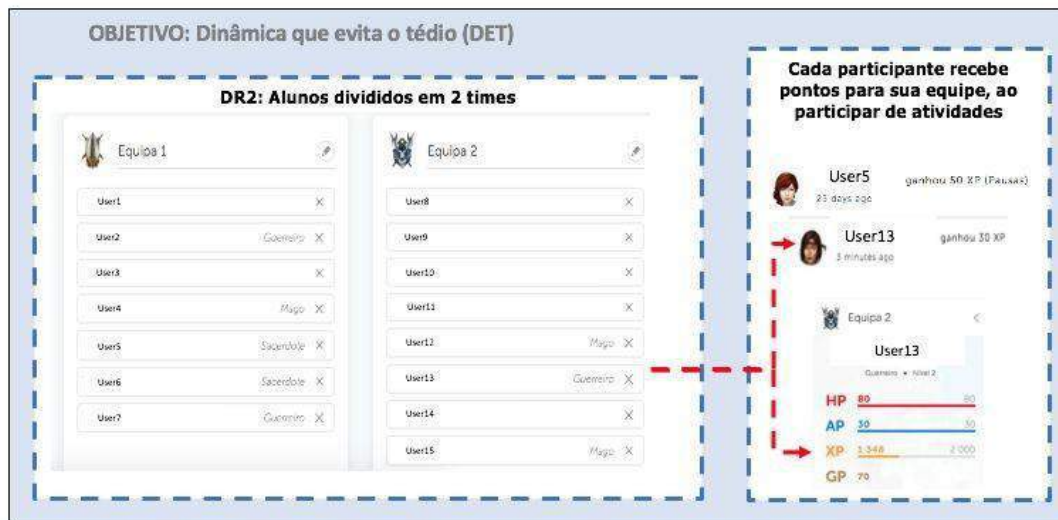 OBJETIVO: Dinâmica que evita o tédio (DET)
DR2: Alunos divididos em 2 times
Equipa 1
User1 X
User2 Guerreiro X
User3 X
User4 Mago X
User5 Sacerdote X
User6 Sacerdote X
User7 Guerreiro X
Equipa 2
User8 X
User9 X
User10 X
User11 X
User12 Mago X
User13 Guerreiro X
User14 X
User15 Mago X
Cada participante recebe
pontos para sua equipe, ao
participar de atividades
User5 ganhou 50 XP (Pausas)
23 days ago
User13 ganhou 30 XP
3 minutes ago
Equipa 2
User13
Guerreiro • Nível 2
HP 80 80
AP 30 30
XP 1 348 2 000
GP 70